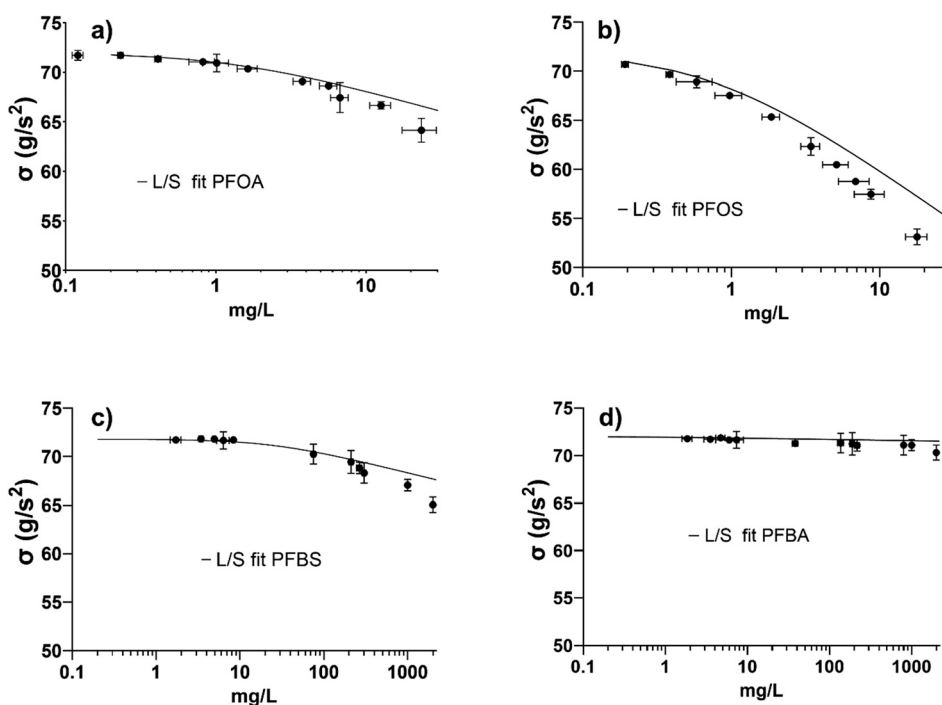 a)
75
70
65
60
55
50
σ (g/s²)
— L/S fit PFOA
0.1 1 10
mg/L
b)
75
70
65
60
55
50
σ (g/s²)
— L/S fit PFOS
0.1 1 10
mg/L
c)
75
70
65
60
55
50
σ (g/s²)
— L/S fit PFBS
0.1 1 10 100 1000
mg/L
d)
75
70
65
60
55
50
σ (g/s²)
— L/S fit PFBA
0.1 1 10 100 1000
mg/L